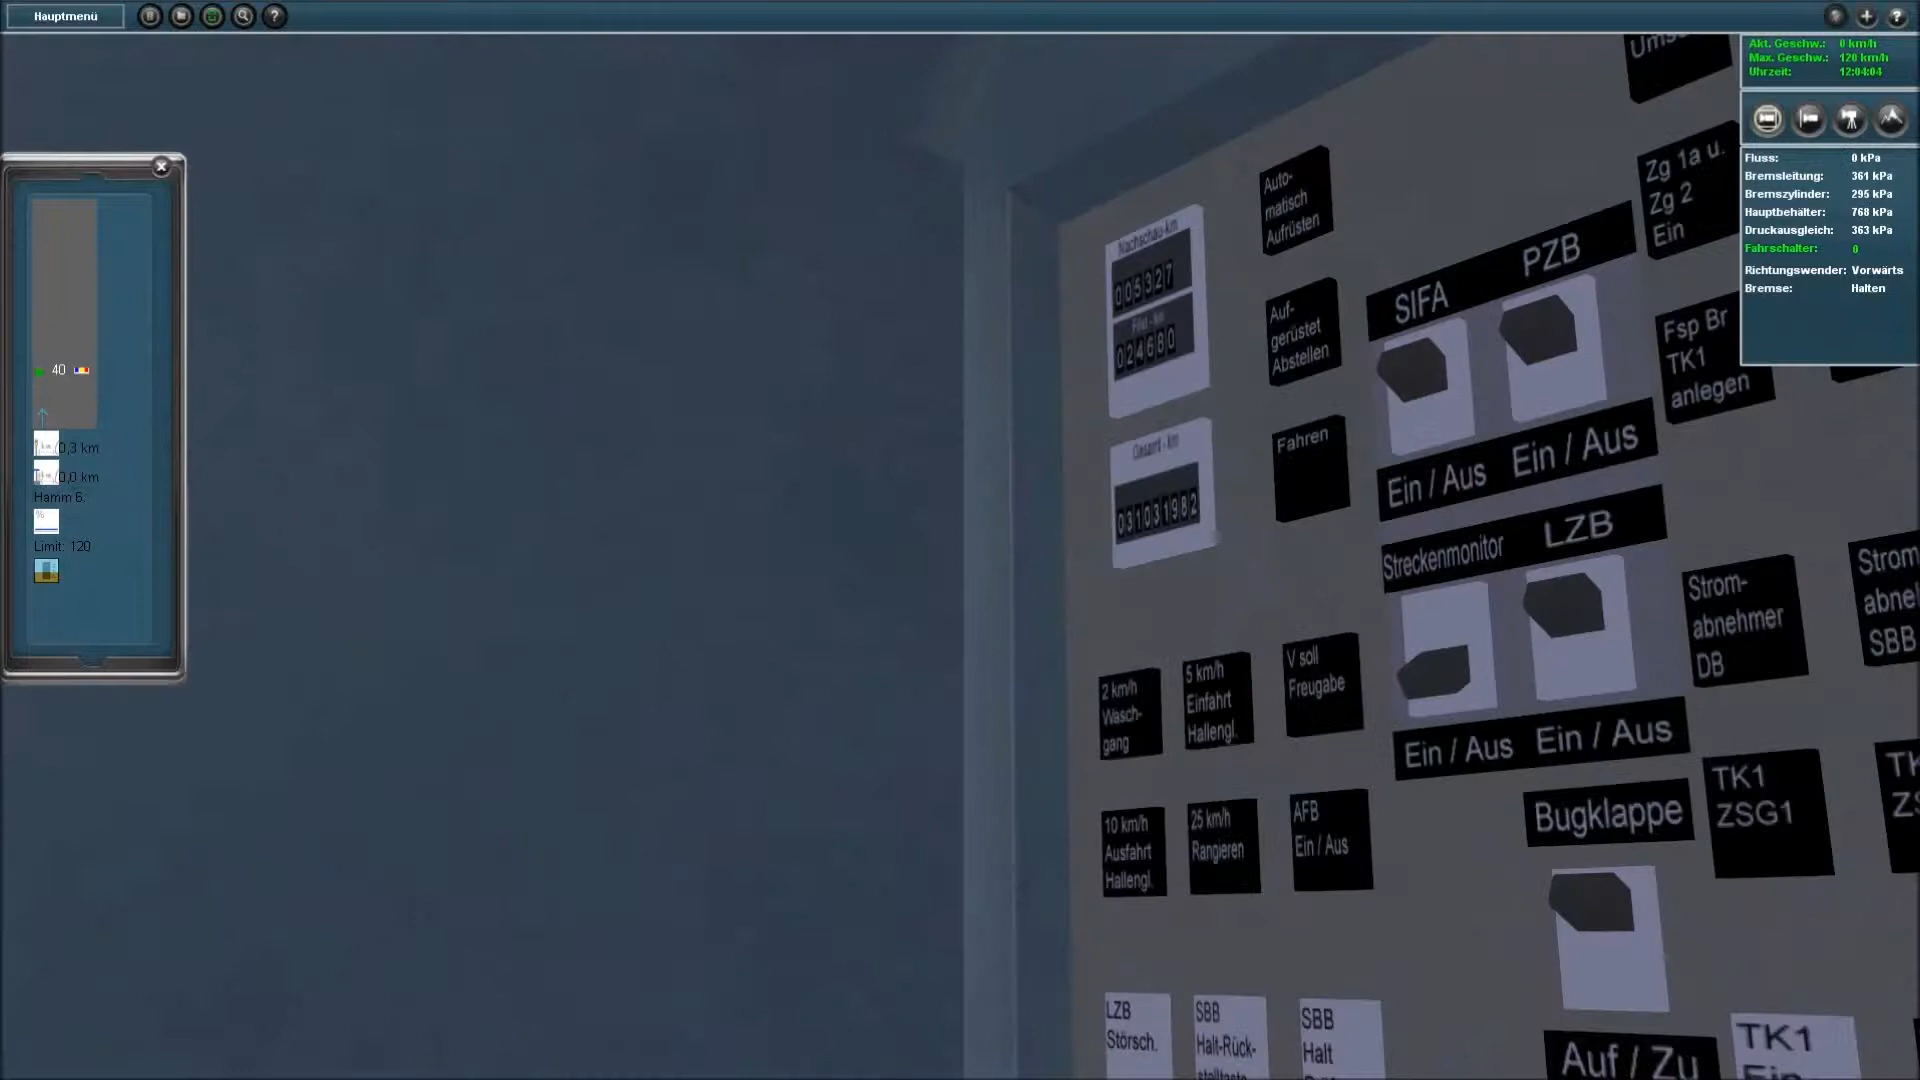 Hauptmenü
?
+ ?
Akt. Geschw.: 0 km/h
Max. Geschw.: 120 km/h
Uhrzeit: 12:04:04
Fluss: 0 kPa
Bremsleitung: 361 kPa
Bremszylinder: 295 kPa
Hauptbehälter: 768 kPa
Druckausgleich: 363 kPa
Fahrschalter: 0
Richtungswender: Vorwärts
Bremse: Halten
40
0,3 km
0,0 km
Hamm 6.
%
Limit: 120
Nachschau-km
005327
024680
Gesamt-km
031031982
Auto-
matisch
Aufrüsten
Auf-
gerüstet
Abstellen
Fahren
SIFA PZB
Ein / Aus Ein / Aus
Streckenmonitor LZB
Ein / Aus Ein / Aus
Zg 1a u.
Zg 2
Ein
Fsp Br
TK1
anlegen
Strom-
abnehmer
DB
Strom
abne
SBB
2 km/h
Wasch-
gang
5 km/h
Einfahrt
Hallengl.
V soll
Freugabe
10 km/h
Ausfahrt
Hallengl.
25 km/h
Rangieren
AFB
Ein / Aus
Bugklappe
TK1
ZSG1
Auf / Zu
LZB
Störsch.
SBB
Halt-Rück-
SBB
Halt
TK1